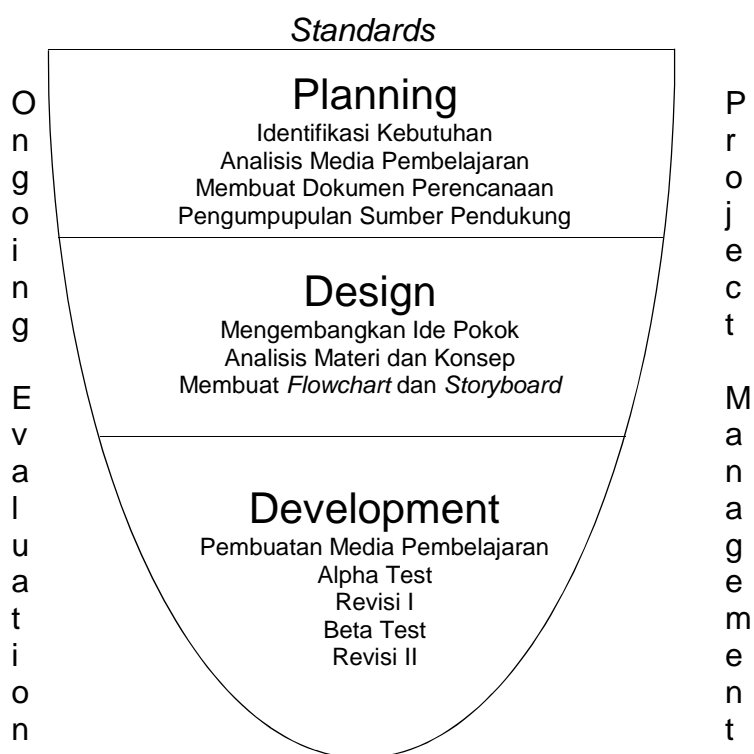 Standards
Planning
Identifikasi Kebutuhan
Analisis Media Pembelajaran
Membuat Dokumen Perencanaan
Pengumpupulan Sumber Pendukung
Design
Mengembangkan Ide Pokok
Analisis Materi dan Konsep
Membuat Flowchart dan Storyboard
Development
Pembuatan Media Pembelajaran
Alpha Test
Revisi I
Beta Test
Revisi II
Ongoing Evaluation
Project Management